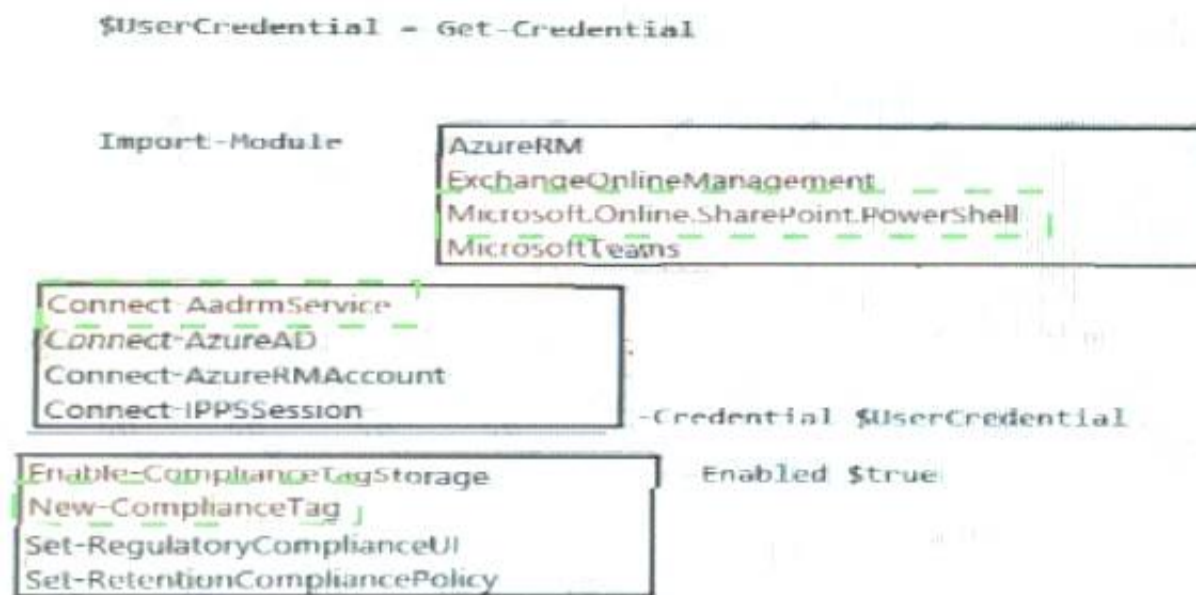 $UserCredential = Get-Credential
Import-Module
AzureRM
ExchangeOnlineManagement
Microsoft.Online.SharePoint.PowerShell
MicrosoftTeams
Connect-AadrmService
Connect-AzureAD
Connect-AzureRMAccount
Connect-IPPSSession
-Credential $UserCredential
Enable-ComplianceTagStorage
-Enabled $true
New-ComplianceTag
Set-RegulatoryComplianceUI
Set-RetentionCompliancePolicy